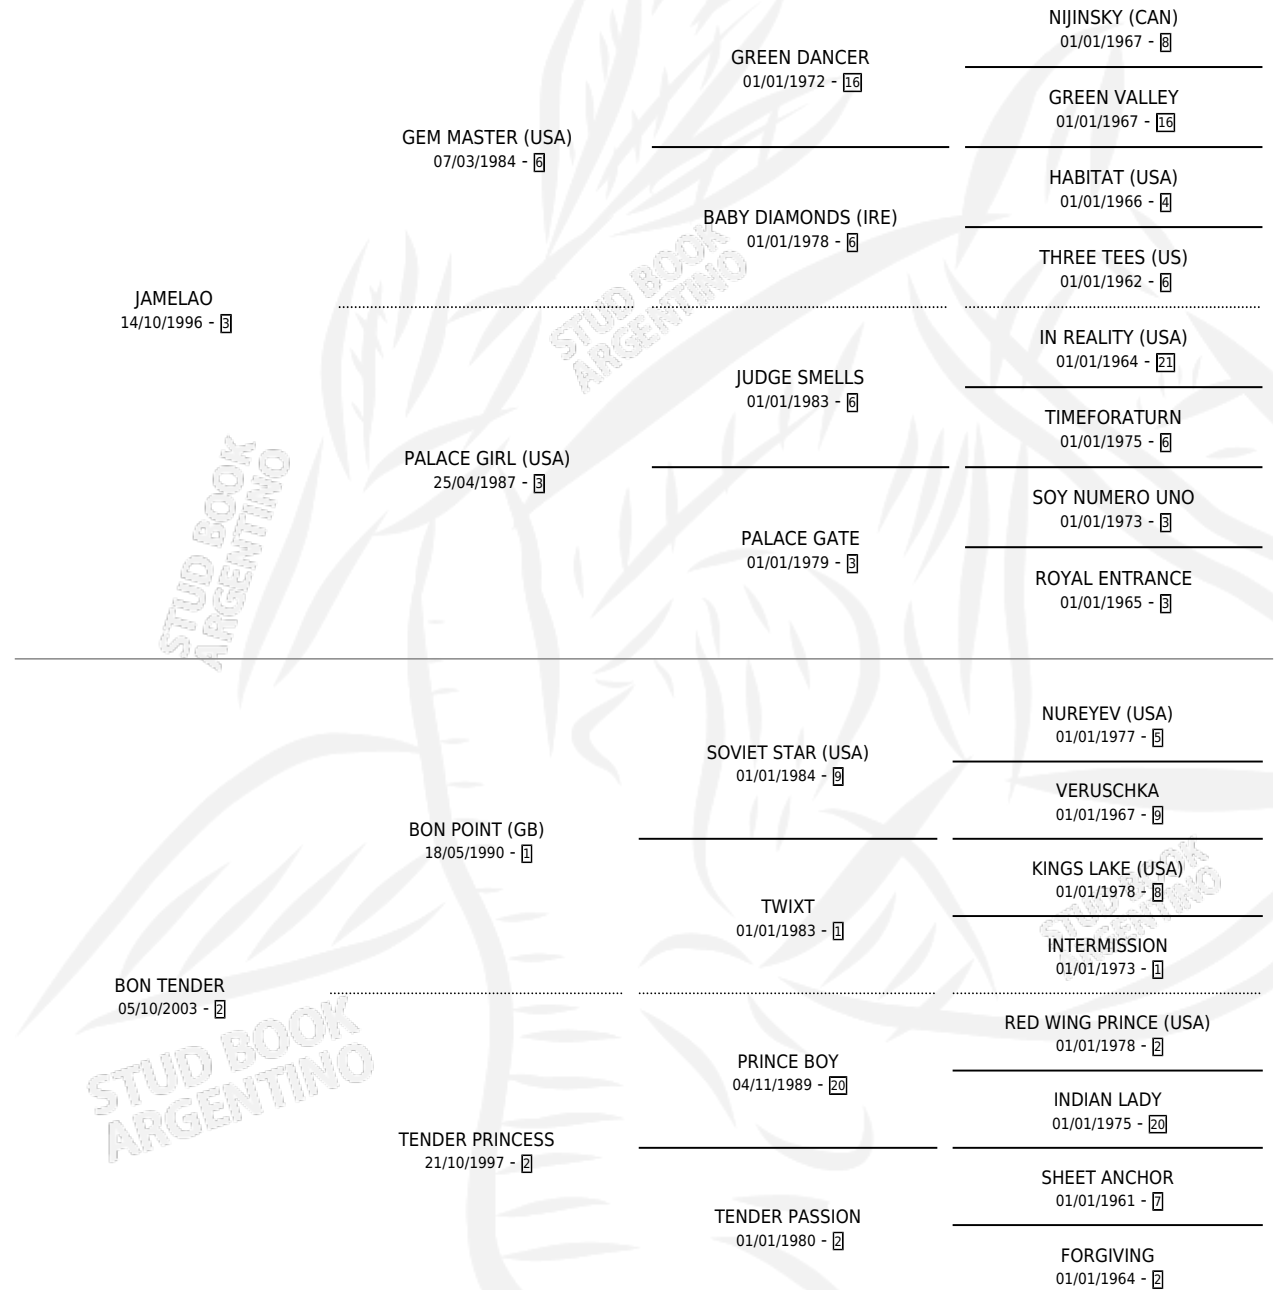 NIJINSKY (CAN)
01/01/1967 - 8
GREEN DANCER
01/01/1972 - 16
GREEN VALLEY
01/01/1967 - 16
GEM MASTER (USA)
07/03/1984 - 6
HABITAT (USA)
01/01/1966 - 4
BABY DIAMONDS (IRE)
01/01/1978 - 6
THREE TEES (US)
01/01/1962 - 6
JAMELAO
14/10/1996 - 3
STUD BOOK
ARGENTINO
IN REALITY (USA)
01/01/1964 - 21
JUDGE SMELLS
01/01/1983 - 6
TIMEFORATURN
01/01/1975 - 6
PALACE GIRL (USA)
25/04/1987 - 3
SOY NUMERO UNO
01/01/1973 - 3
PALACE GATE
01/01/1979 - 3
ROYAL ENTRANCE
01/01/1965 - 3
STUD BOOK
ARGENTINO
NUREYEV (USA)
01/01/1977 - 5
SOVIET STAR (USA)
01/01/1984 - 9
VERUSCHKA
01/01/1967 - 9
BON POINT (GB)
18/05/1990 - 1
KINGS LAKE (USA)
01/01/1978 - 8
TWIXT
01/01/1983 - 1
STUD BOOK
ARGENTINO
INTERMISSION
01/01/1973 - 1
BON TENDER
05/10/2003 - 2
RED WING PRINCE (USA)
01/01/1978 - 2
PRINCE BOY
04/11/1989 - 20
STUD BOOK
ARGENTINO
INDIAN LADY
01/01/1975 - 20
TENDER PRINCESS
21/10/1997 - 2
SHEET ANCHOR
01/01/1961 - 7
TENDER PASSION
01/01/1980 - 2
FORGIVING
01/01/1964 - 2